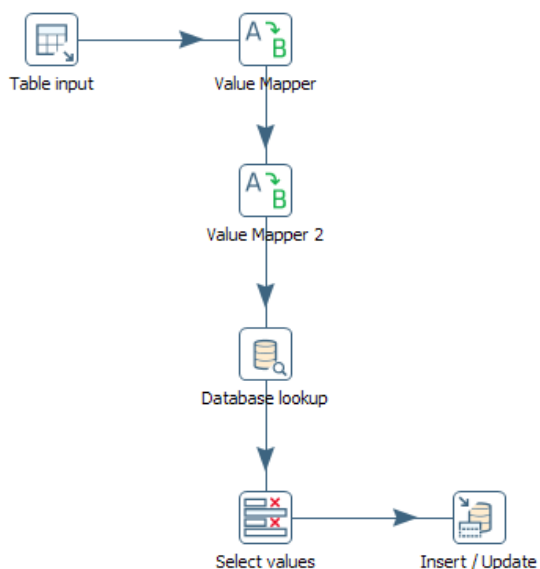 Table input
A
B
Value Mapper
A
B
Value Mapper 2
Database lookup
Select values
Insert / Update